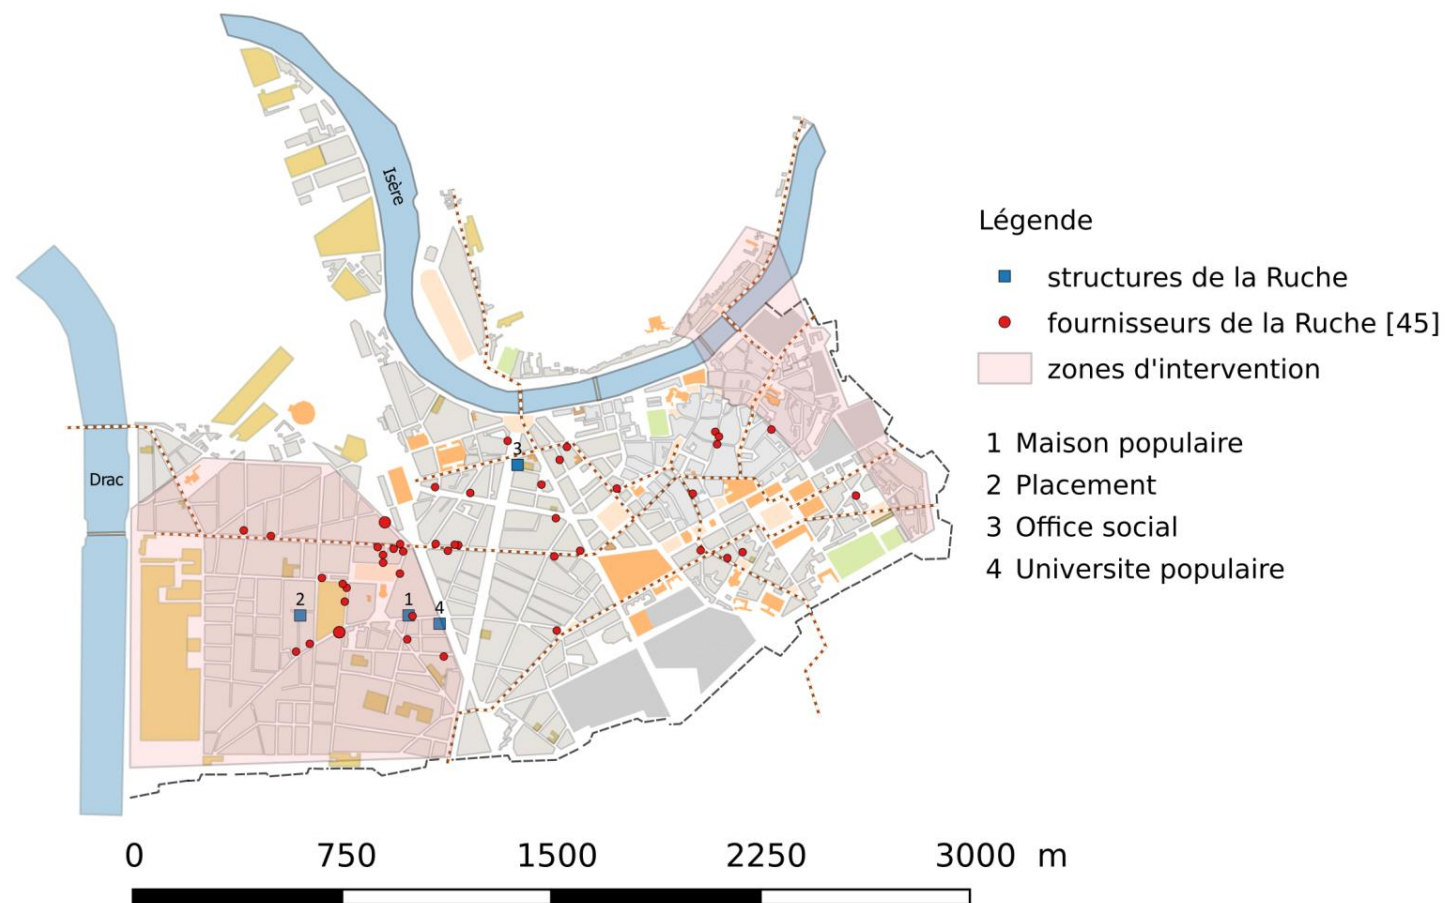 Isère
Drac
3
2
1
4
Légende
structures de la Ruche
fournisseurs de la Ruche [45]
zones d'intervention
1 Maison populaire
2 Placement
3 Office social
4 Universite populaire
0 750 1500 2250 3000 m